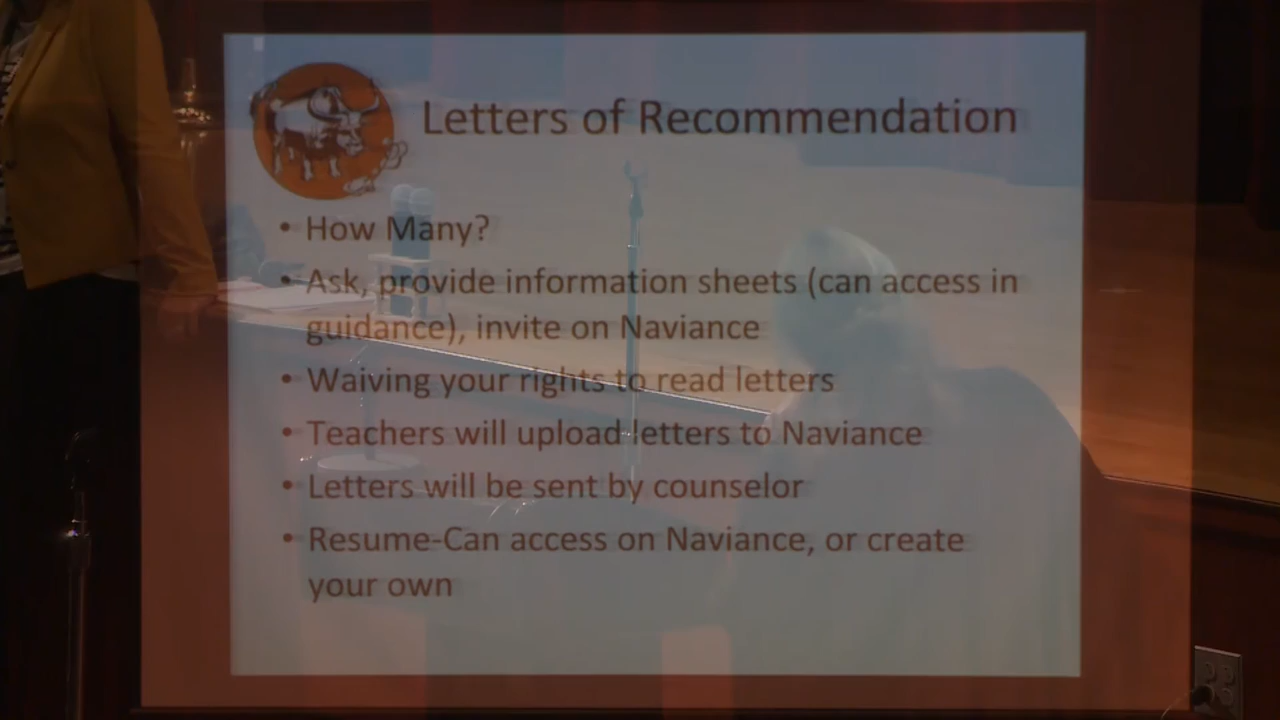 Letters of Recommendation
• How Many?
• Ask, provide information sheets (can access in
guidance), invite on Naviance
• Waiving your rights to read letters
• Teachers will upload letters to Naviance
• Letters will be sent by counselor
• Resume-Can access on Naviance, or create
your own